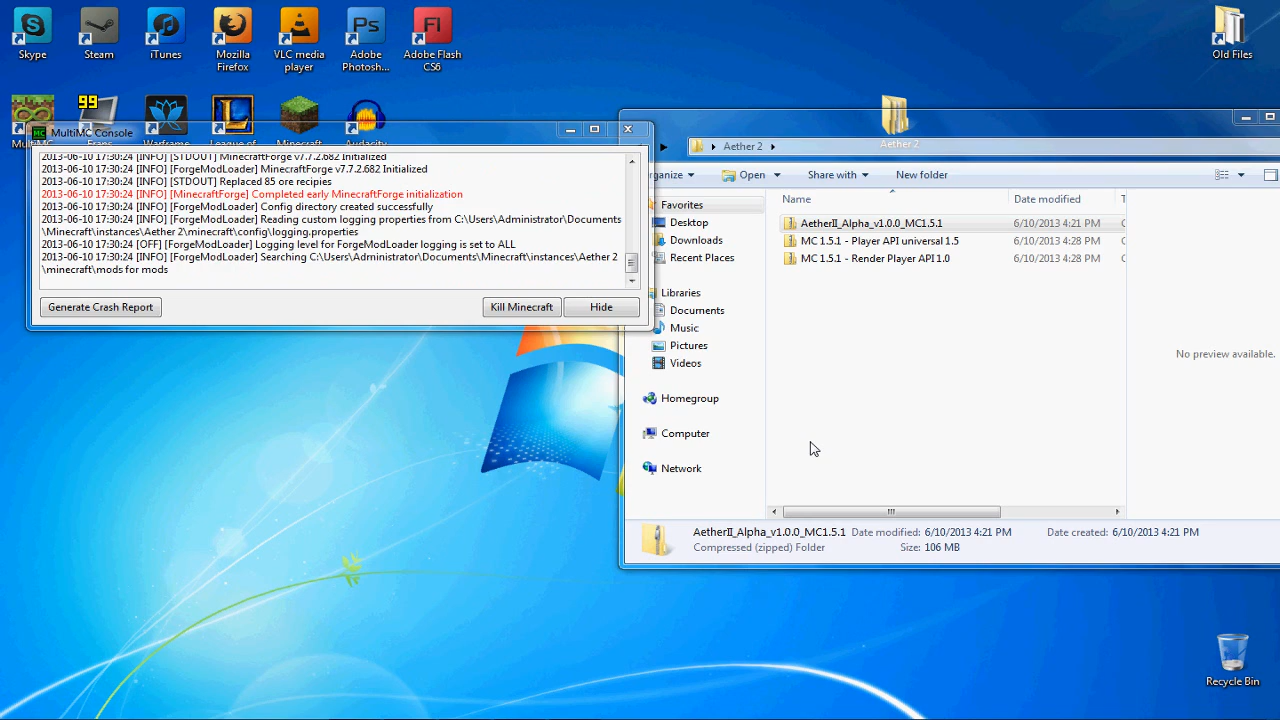 Skype
Steam
iTunes
Mozilla
Firefox
VLC media
player
Adobe
Photosh...
Adobe Flash
CS6
Old Files
99
Aether 2
MultiMC Console
2013-06-10 17:30:24 [INFO] [STDOUT] MinecraftForge v7.7.2.682 Initialized
2013-06-10 17:30:24 [INFO] [ForgeModLoader] MinecraftForge v7.7.2.682 Initialized
2013-06-10 17:30:24 [INFO] [STDOUT] Replaced 85 ore recipies
2013-06-10 17:30:24 [INFO] [MinecraftForge] Completed early MinecraftForge initialization
2013-06-10 17:30:24 [INFO] [ForgeModLoader] Config directory created successfully
2013-06-10 17:30:24 [INFO] [ForgeModLoader] Reading custom logging properties from C:\Users\Administrator\Documents
\Minecraft\instances\Aether 2\minecraft\config\logging.properties
2013-06-10 17:30:24 [OFF] [ForgeModLoader] Logging level for ForgeModLoader logging is set to ALL
2013-06-10 17:30:24 [INFO] [ForgeModLoader] Searching C:\Users\Administrator\Documents\Minecraft\instances\Aether 2
\minecraft\mods for mods
Generate Crash Report
Kill Minecraft
Hide
Aether 2
rganize
Open
Share with
New folder
Favorites
Desktop
Downloads
Recent Places
Libraries
Documents
Music
Pictures
Videos
Homegroup
Computer
Network
Name
Date modified
AetherII_Alpha_v1.0.0_MC1.5.1 6/10/2013 4:21 PM
MC 1.5.1 - Player API universal 1.5 6/10/2013 4:28 PM
MC 1.5.1 - Render Player API 1.0 6/10/2013 4:28 PM
No preview available.
AetherII_Alpha_v1.0.0_MC1.5.1 Date modified: 6/10/2013 4:21 PM Date created: 6/10/2013 4:21 PM
Compressed (zipped) Folder Size: 106 MB
Recycle Bin